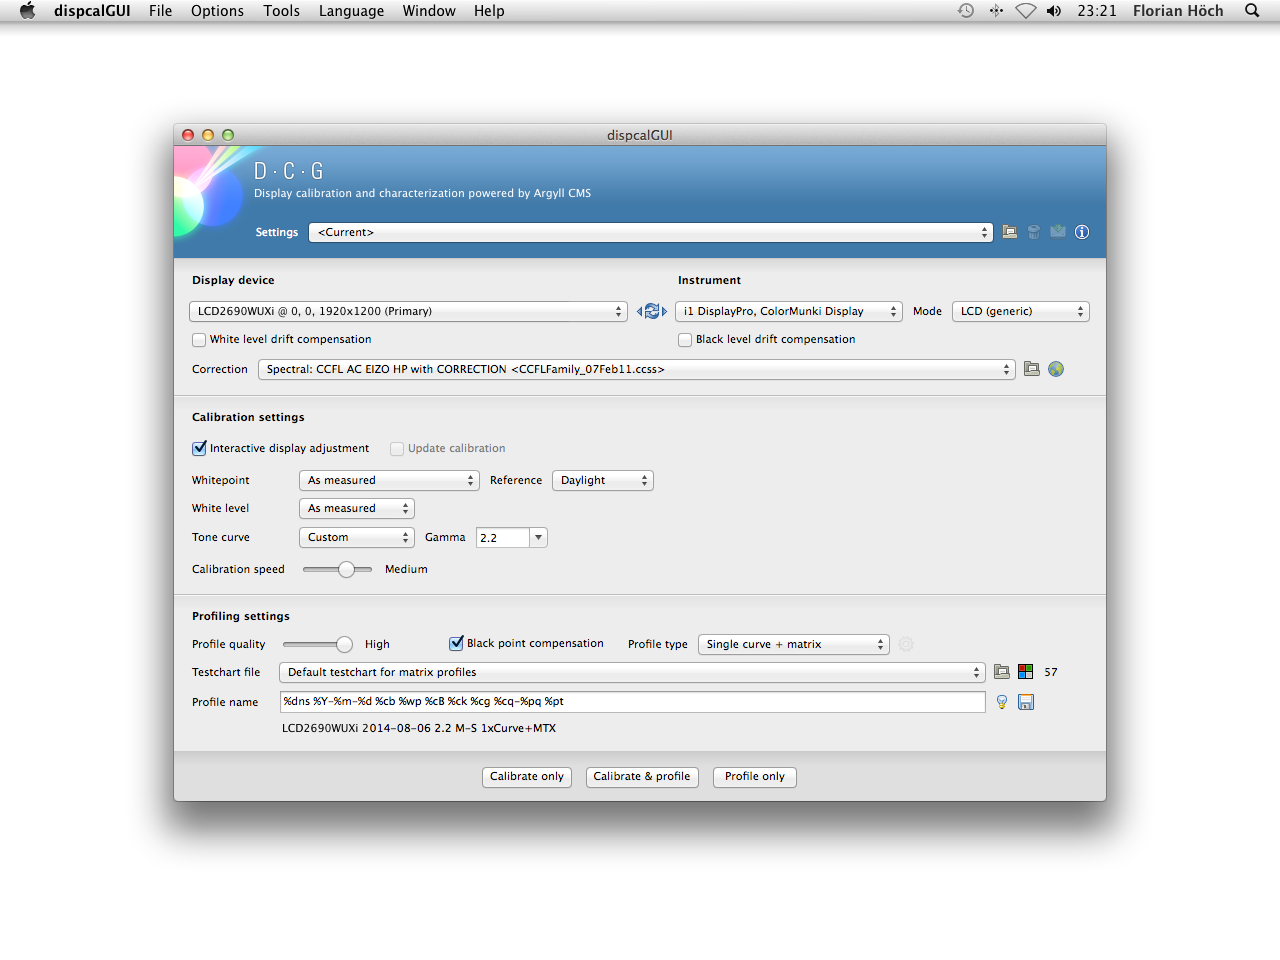 dispcalGUI File Options Tools Language Window Help 23:21 Florian Höch
dispcalGUI
D·C·G
Display calibration and characterization powered by Argyll CMS
Settings <Current>
Display device Instrument
LCD2690WUXi @ 0, 0, 1920x1200 (Primary) i1 DisplayPro, ColorMunki Display Mode LCD (generic)
White level drift compensation Black level drift compensation
Correction Spectral: CCFL AC EIZO HP with CORRECTION <CCFLFamily_07Feb11.ccss>
Calibration settings
Interactive display adjustment Update calibration
Whitepoint As measured Reference Daylight
White level As measured
Tone curve Custom Gamma 2.2
Calibration speed Medium
Profiling settings
Profile quality High Black point compensation Profile type Single curve + matrix
Testchart file Default testchart for matrix profiles 57
Profile name %dns %Y-%m-%d %cb %wp %cB %ck %cg %cq-%pq %pt
LCD2690WUXi 2014-08-06 2.2 M-S 1xCurve+MTX
Calibrate only Calibrate & profile Profile only